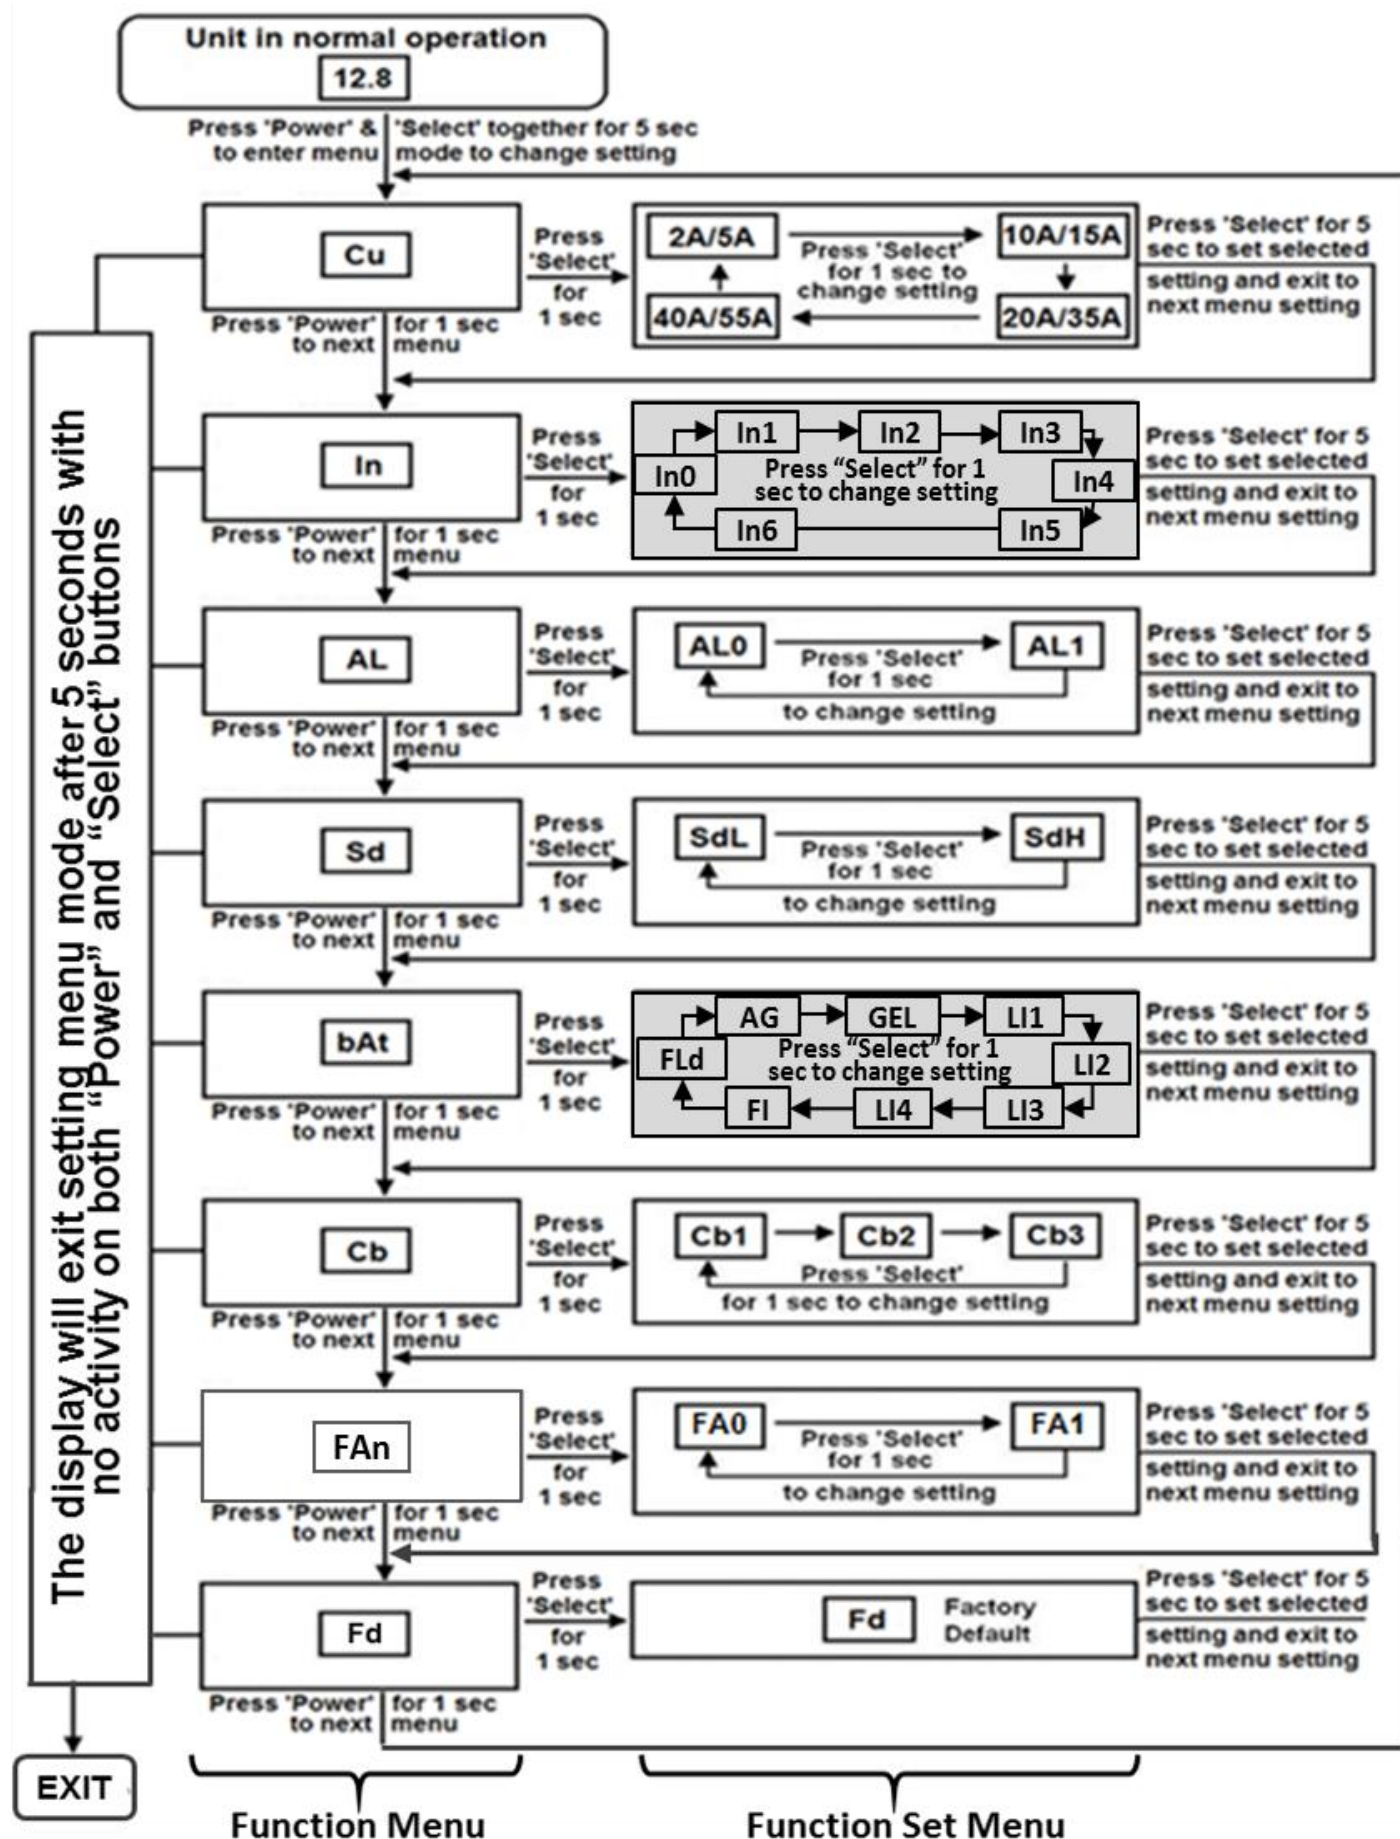 Unit in normal operation
12.8
Press 'Power' & 'Select' together for 5 sec
to enter menu mode to change setting
Cu
Press
'Select'
for
1 sec
2A/5A
10A/15A
Press 'Select'
for 1 sec to
change setting
40A/55A
20A/35A
Press 'Select' for 5
sec to set selected
setting and exit to
next menu setting
Press 'Power' for 1 sec
to next menu
In
Press
'Select'
for
1 sec
In1
In2
In3
In0
Press “Select” for 1
sec to change setting
In4
In6
In5
Press 'Select' for 5
sec to set selected
setting and exit to
next menu setting
Press 'Power' for 1 sec
to next menu
AL
Press
'Select'
for
1 sec
AL0
AL1
Press 'Select'
for 1 sec
to change setting
Press 'Select' for 5
sec to set selected
setting and exit to
next menu setting
Press 'Power' for 1 sec
to next menu
Sd
Press
'Select'
for
1 sec
SdL
SdH
Press 'Select'
for 1 sec
to change setting
Press 'Select' for 5
sec to set selected
setting and exit to
next menu setting
Press 'Power' for 1 sec
to next menu
bAt
Press
'Select'
for
1 sec
AG
GEL
LI1
FLd
Press “Select” for 1
sec to change setting
LI2
FI
LI4
LI3
Press 'Select' for 5
sec to set selected
setting and exit to
next menu setting
Press 'Power' for 1 sec
to next menu
Cb
Press
'Select'
for
1 sec
Cb1
Cb2
Cb3
Press 'Select'
for 1 sec to change setting
Press 'Select' for 5
sec to set selected
setting and exit to
next menu setting
Press 'Power' for 1 sec
to next menu
FAn
Press
'Select'
for
1 sec
FA0
FA1
Press 'Select'
for 1 sec
to change setting
Press 'Select' for 5
sec to set selected
setting and exit to
next menu setting
Press 'Power' for 1 sec
to next menu
Fd
Press
'Select'
for
1 sec
Fd
Factory
Default
Press 'Select' for 5
sec to set selected
setting and exit to
next menu setting
Press 'Power' for 1 sec
to next menu
The display will exit setting menu mode after 5 seconds with
no activity on both “Power” and “Select” buttons
EXIT
Function Menu
Function Set Menu